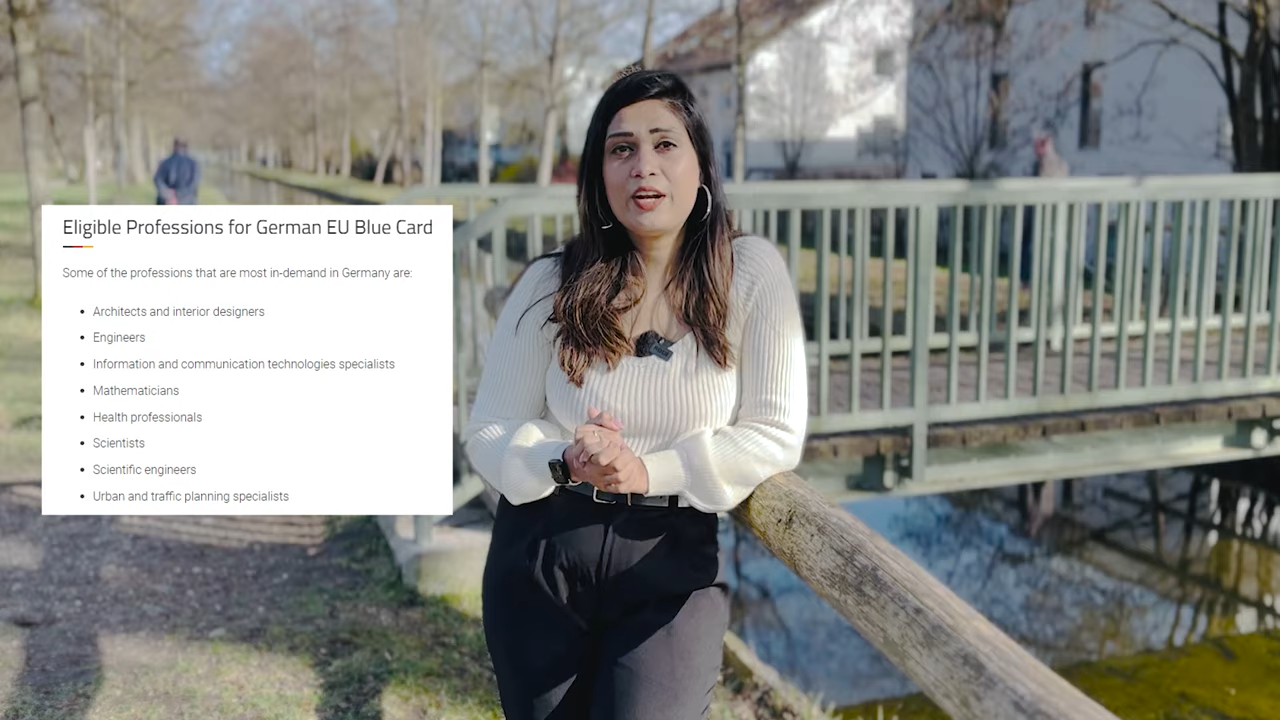 Eligible Professions for German EU Blue Card
Some of the professions that are most in-demand in Germany are:
• Architects and interior designers
• Engineers
• Information and communication technologies specialists
• Mathematicians
• Health professionals
• Scientists
• Scientific engineers
• Urban and traffic planning specialists